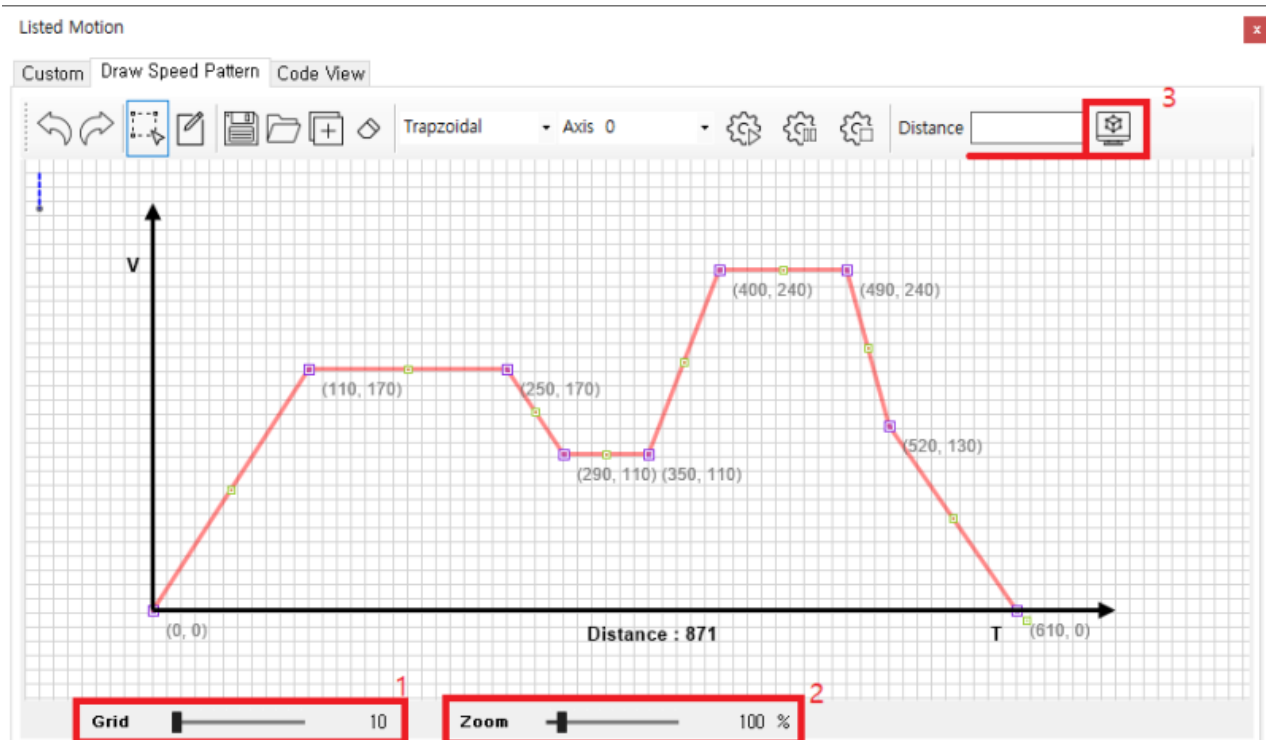 Listed Motion
x
Custom Draw Speed Pattern Code View
3
Trapzoidal Axis 0 Distance
V
(400, 240) (490, 240)
(110, 170) (250, 170)
(520, 130)
(290, 110) (350, 110)
(0, 0) Distance : 871 T (610, 0)
1 2
Grid 10 Zoom 100 %